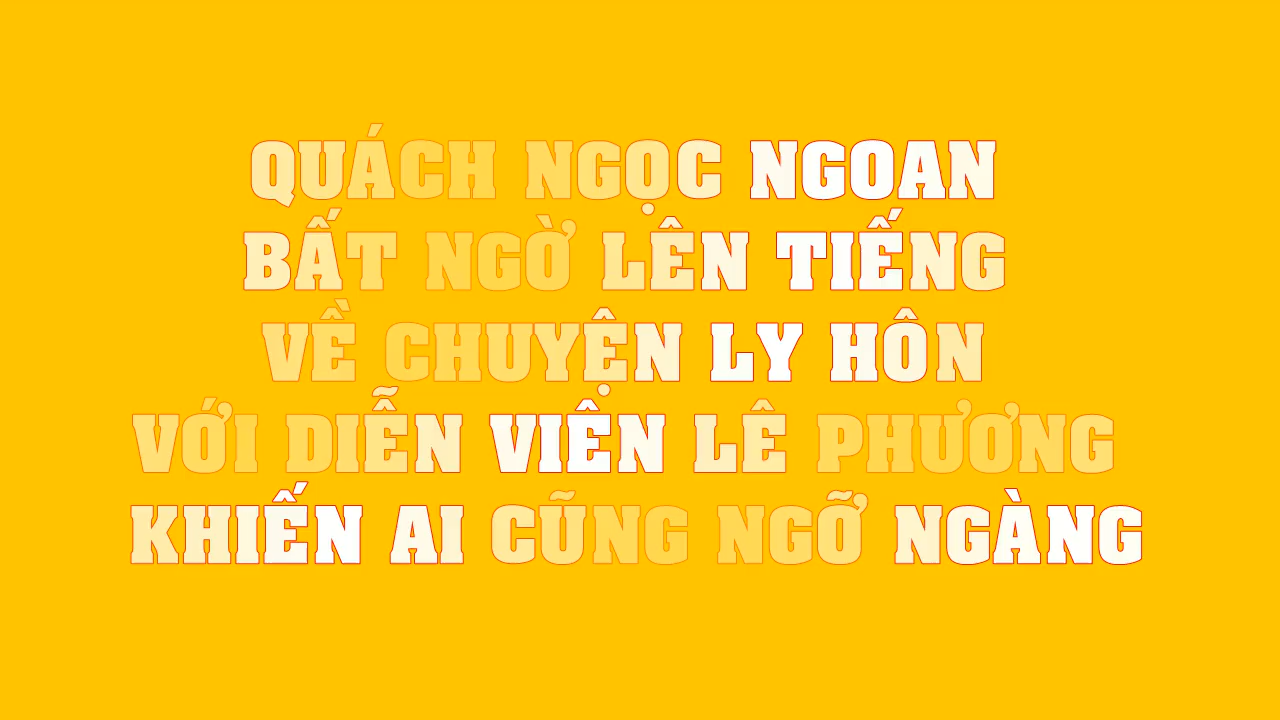 QUÁCH NGỌC NGOAN
BẤT NGỜ LÊN TIẾNG
VỀ CHUYỆN LY HÔN
VỚI DIỄN VIÊN LÊ PHƯƠNG
KHIẾN AI CŨNG NGỠ NGÀNG